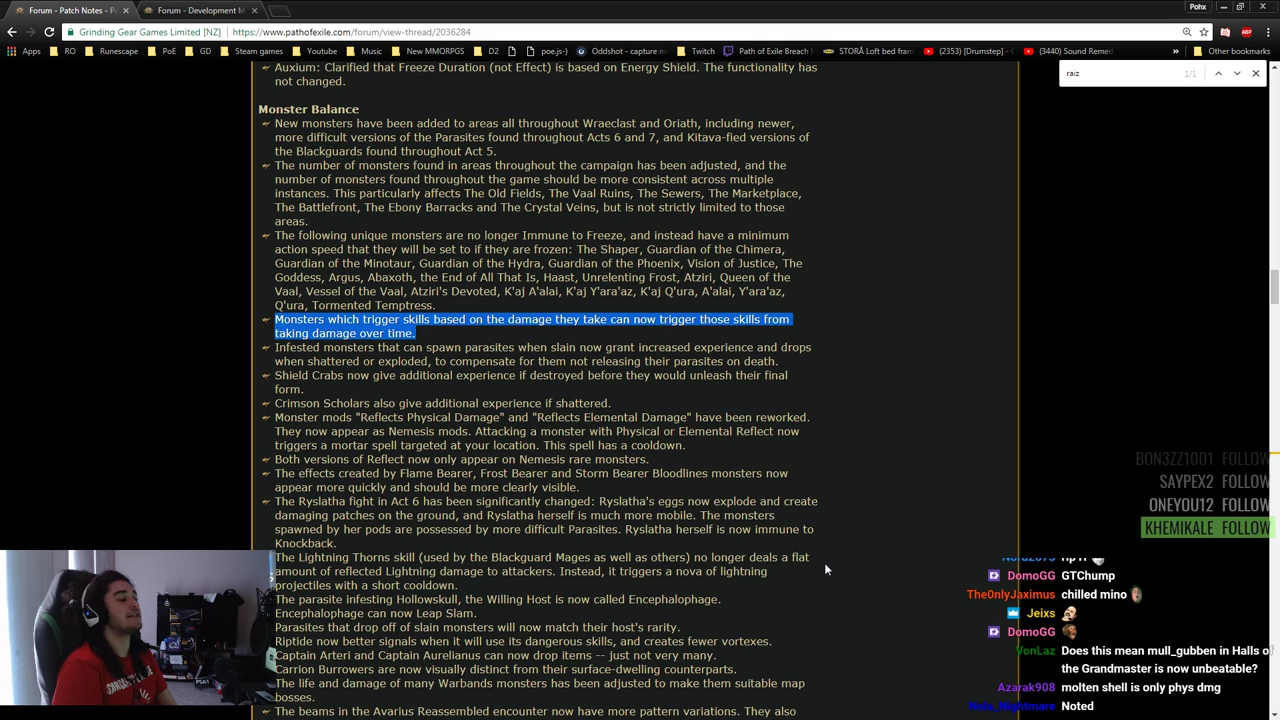 Forum - Patch Notes - P
Forum - Development M
Pohx
Grinding Gear Games Limited [NZ]
https://www.pathofexile.com/forum/view-thread/2036284
Apps
RO
Runescape
PoE
GD
Steam games
Youtube
Music
New MMORPGS
D2
poe.js-)
Oddshot - capture m
Twitch
Path of Exile Breach
STORÅ Loft bed fram
(2353) [Drumstep] -
(3440) Sound Remed
Other bookmarks
raiz
1/1
Auxium: Clarified that Freeze Duration (not Effect) is based on Energy Shield. The functionality has
not changed.
Monster Balance
New monsters have been added to areas all throughout Wraeclast and Oriath, including newer,
more difficult versions of the Parasites found throughout Acts 6 and 7, and Kitava-fied versions of
the Blackguards found throughout Act 5.
The number of monsters found in areas throughout the campaign has been adjusted, and the
number of monsters found throughout the game should be more consistent across multiple
instances. This particularly affects The Old Fields, The Vaal Ruins, The Sewers, The Marketplace,
The Battlefront, The Ebony Barracks and The Crystal Veins, but is not strictly limited to those
areas.
The following unique monsters are no longer Immune to Freeze, and instead have a minimum
action speed that they will be set to if they are frozen: The Shaper, Guardian of the Chimera,
Guardian of the Minotaur, Guardian of the Hydra, Guardian of the Phoenix, Vision of Justice, The
Goddess, Argus, Abaxoth, the End of All That Is, Haast, Unrelenting Frost, Atziri, Queen of the
Vaal, Vessel of the Vaal, Atziri's Devoted, K'aj A'alai, K'aj Y'ara'az, K'aj Q'ura, A'alai, Y'ara'az,
Q'ura, Tormented Temptress.
Monsters which trigger skills based on the damage they take can now trigger those skills from
taking damage over time.
Infested monsters that can spawn parasites when slain now grant increased experience and drops
when shattered or exploded, to compensate for them not releasing their parasites on death.
Shield Crabs now give additional experience if destroyed before they would unleash their final
form.
Crimson Scholars also give additional experience if shattered.
Monster mods "Reflects Physical Damage" and "Reflects Elemental Damage" have been reworked.
They now appear as Nemesis mods. Attacking a monster with Physical or Elemental Reflect now
triggers a mortar spell targeted at your location. This spell has a cooldown.
Both versions of Reflect now only appear on Nemesis rare monsters.
The effects created by Flame Bearer, Frost Bearer and Storm Bearer Bloodlines monsters now
appear more quickly and should be more clearly visible.
The Ryslatha fight in Act 6 has been significantly changed: Ryslatha's eggs now explode and create
damaging patches on the ground, and Ryslatha herself is much more mobile. The monsters
spawned by her pods are possessed by more difficult Parasites. Ryslatha herself is now immune to
Knockback.
The Lightning Thorns skill (used by the Blackguard Mages as well as others) no longer deals a flat
amount of reflected Lightning damage to attackers. Instead, it triggers a nova of lightning
projectiles with a short cooldown.
The parasite infesting Hollowskull, the Willing Host is now called Encephalophage.
Encephalophage can now Leap Slam.
Parasites that drop off of slain monsters will now match their host's rarity.
Riptide now better signals when it will use its dangerous skills, and creates fewer vortexes.
Captain Arteri and Captain Aurelianus can now drop items -- just not very many.
Carrion Burrowers are now visually distinct from their surface-dwelling counterparts.
The life and damage of many Warbands monsters has been adjusted to make them suitable map
bosses.
The beams in the Avarius Reassembled encounter now have more pattern variations. They also
BON3ZZ1001 FOLLOW
SAYPEX2 FOLLOW
ONEYOU12 FOLLOW
KHEMIKALE FOLLOW
DomoGG GTChump
The0nlyJaximus chilled mino
Jeixs
DomoGG
VonLaz Does this mean mull_gubben in Halls of
the Grandmaster is now unbeatable?
Azarak908 molten shell is only phys dmg
Noted